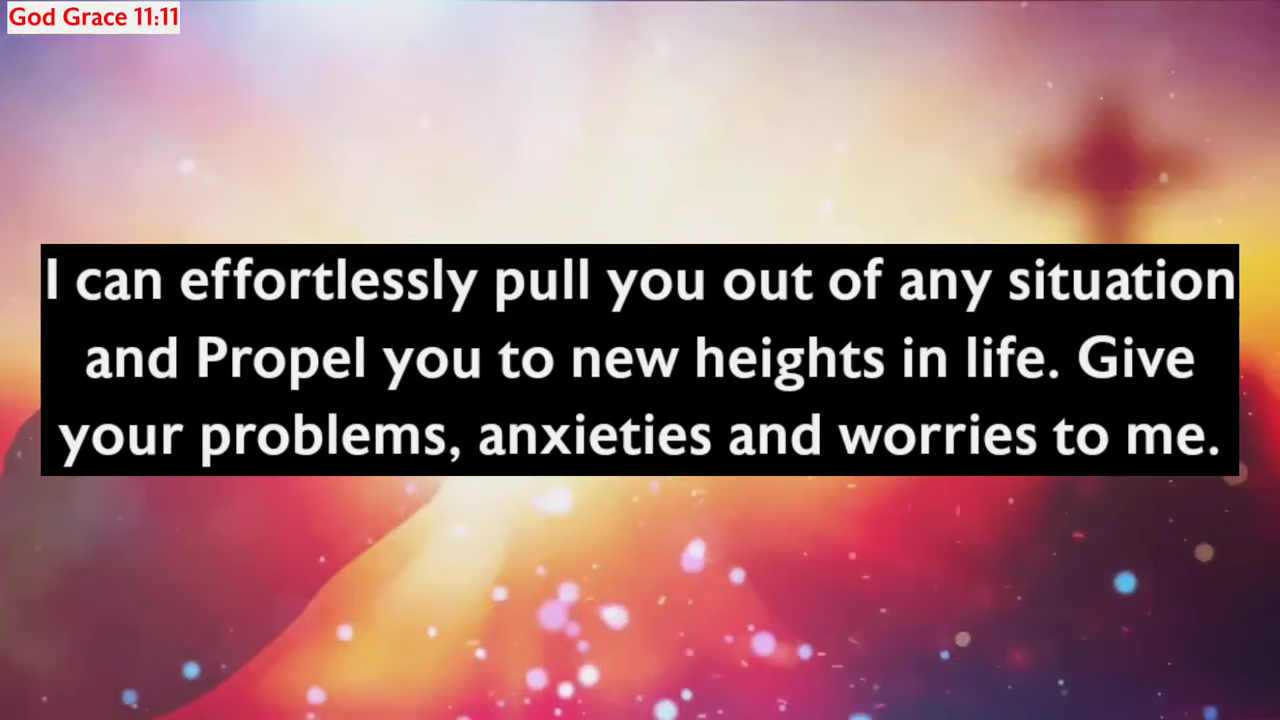 God Grace 11:11
I can effortlessly pull you out of any situation
and Propel you to new heights in life. Give
your problems, anxieties and worries to me.